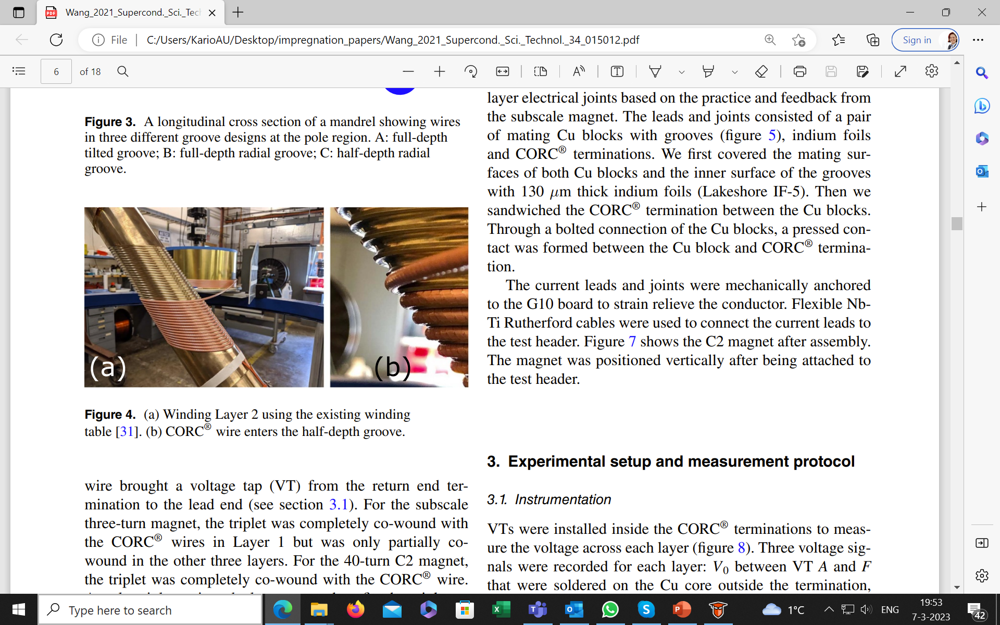 Wang_2021_Supercond._Sci._Tec
File
C:/Users/KarioAU/Desktop/impregnation_papers/Wang_2021_Supercond._Sci._Technol._34_015012.pdf
Sign in
6
of 18
Figure 3. A longitudinal cross section of a mandrel showing wires
in three different groove designs at the pole region. A: full-depth
tilted groove; B: full-depth radial groove; C: half-depth radial
groove.
(a)
(b)
Figure 4. (a) Winding Layer 2 using the existing winding
table [31]. (b) CORC® wire enters the half-depth groove.
wire brought a voltage tap (VT) from the return end ter-
mination to the lead end (see section 3.1). For the subscale
three-turn magnet, the triplet was completely co-wound with
the CORC® wires in Layer 1 but was only partially co-
wound in the other three layers. For the 40-turn C2 magnet,
the triplet was completely co-wound with the CORC® wire.
layer electrical joints based on the practice and feedback from
the subscale magnet. The leads and joints consisted of a pair
of mating Cu blocks with grooves (figure 5), indium foils
and CORC® terminations. We first covered the mating sur-
faces of both Cu blocks and the inner surface of the grooves
with 130 μm thick indium foils (Lakeshore IF-5). Then we
sandwiched the CORC® termination between the Cu blocks.
Through a bolted connection of the Cu blocks, a pressed con-
tact was formed between the Cu block and CORC® termina-
tion.
The current leads and joints were mechanically anchored
to the G10 board to strain relieve the conductor. Flexible Nb-
Ti Rutherford cables were used to connect the current leads to
the test header. Figure 7 shows the C2 magnet after assembly.
The magnet was positioned vertically after being attached to
the test header.
3. Experimental setup and measurement protocol
3.1. Instrumentation
VTs were installed inside the CORC® terminations to meas-
ure the voltage across each layer (figure 8). Three voltage sig-
nals were recorded for each layer: V0 between VT A and F
that were soldered on the Cu core outside the termination,
Type here to search
1°C
ENG
19:53
7-3-2023
42